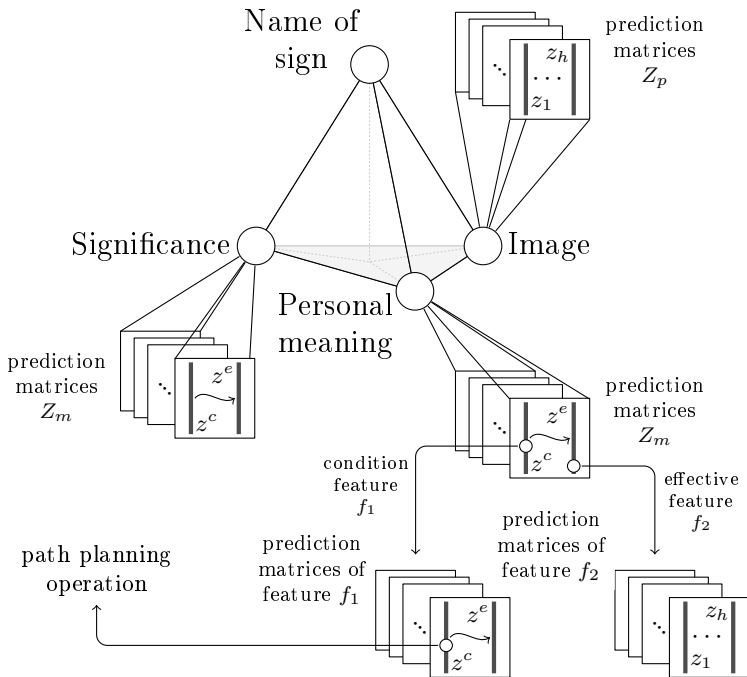 Name of
sign
prediction
matrices
Z_p
z_h
. . .
z_1
Significance
Image
Personal
meaning
prediction
matrices
Z_m
z^e
z^c
prediction
matrices
Z_m
z^e
z^c
condition
feature
f_1
effective
feature
f_2
prediction
matrices of
feature f_1
prediction
matrices of
feature f_2
path planning
operation
z^e
z^c
z_h
. . .
z_1